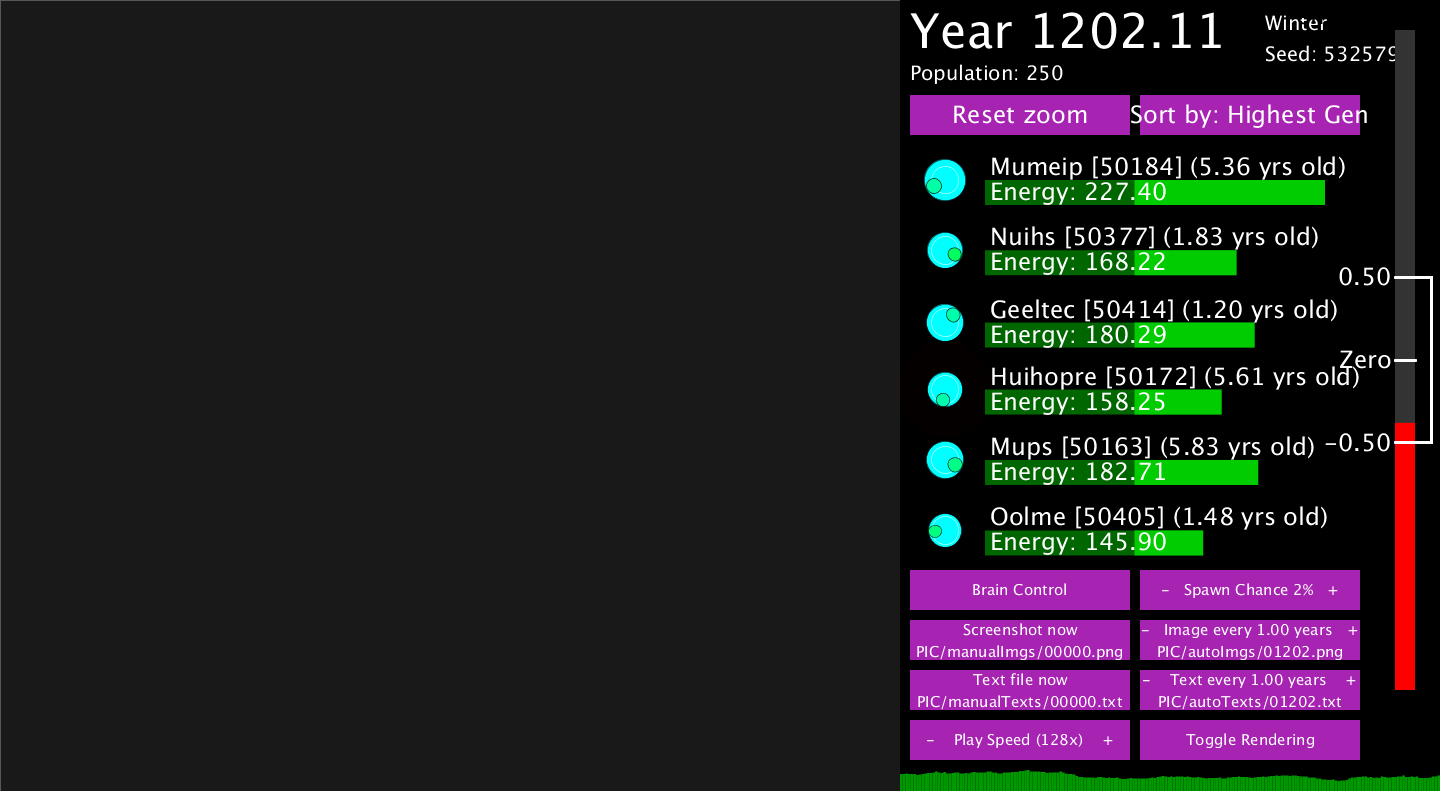 Year 1202.11
Winter
Seed: 532579
Population: 250
Reset zoom
Sort by: Highest Gen
Mumeip [50184] (5.36 yrs old)
Energy: 227.40
Nuihs [50377] (1.83 yrs old)
Energy: 168.22
0.50
Geeltec [50414] (1.20 yrs old)
Energy: 180.29
Zero
Huihopre [50172] (5.61 yrs old)
Energy: 158.25
Mups [50163] (5.83 yrs old)
-0.50
Energy: 182.71
Oolme [50405] (1.48 yrs old)
Energy: 145.90
Brain Control
- Spawn Chance 2% +
Screenshot now
PIC/manualImgs/00000.png
- Image every 1.00 years +
PIC/autoImgs/01202.png
Text file now
PIC/manualTexts/00000.txt
- Text every 1.00 years +
PIC/autoTexts/01202.txt
- Play Speed (128x) +
Toggle Rendering